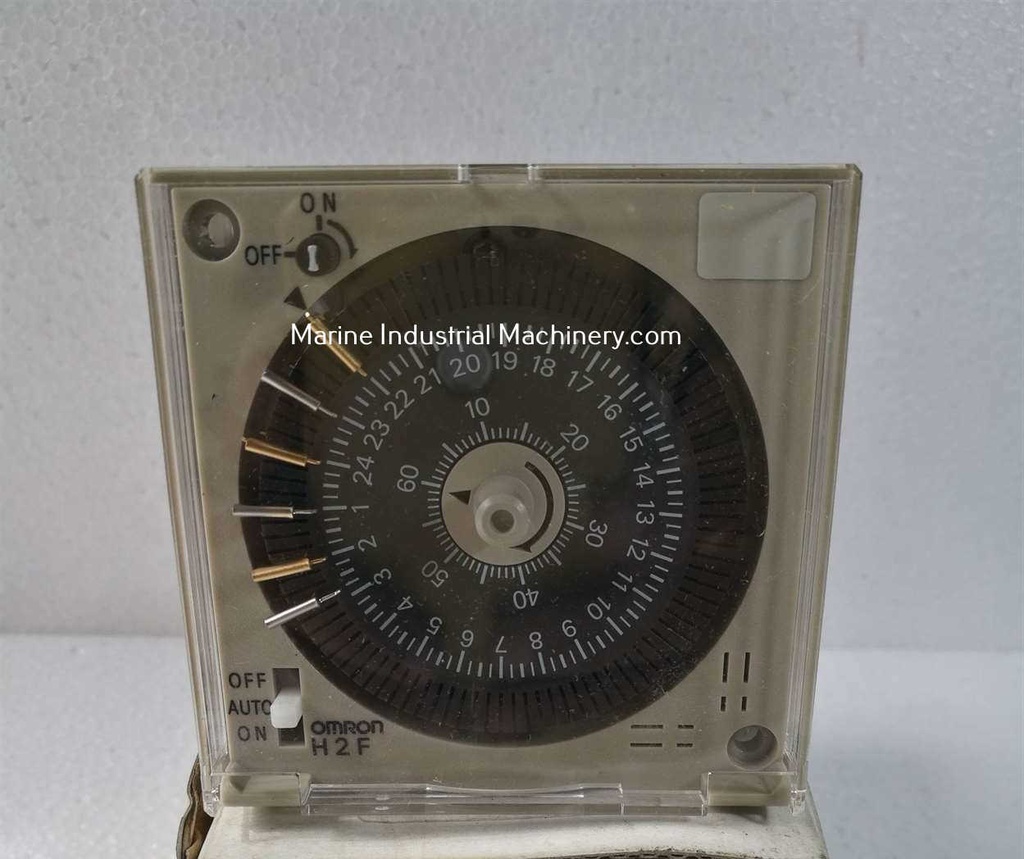 ON
OFF
Marine Industrial Machinery.com
24 23 22 21 20 19 18 17 16 15 14 13 12 11 10 9 8 7 6 5 4 3 2 1
10 20 30 40 50 60
OFF
AUTO
ON
OMRON
H2F